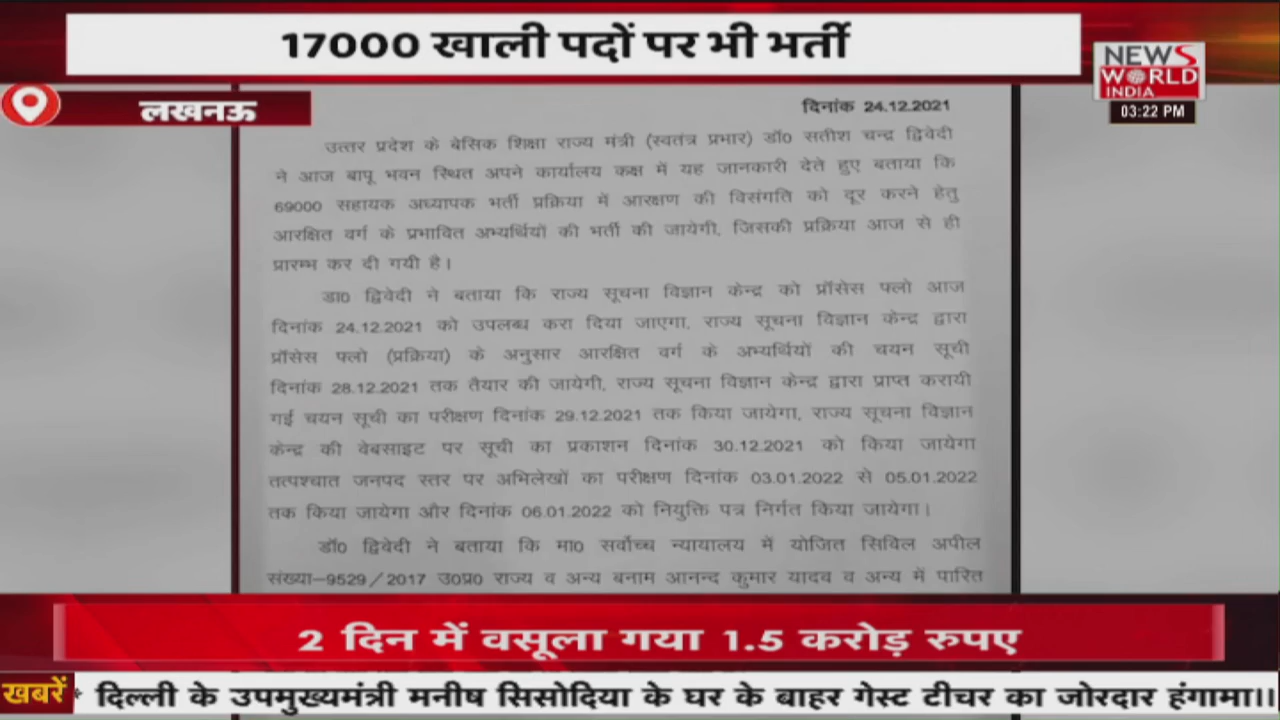 17000 खाली पदों पर भी भर्ती
NEWS
WORLD
INDIA
03:22 PM
लखनऊ
दिनांक 24.12.2021
उत्तर प्रदेश के बेसिक शिक्षा राज्य मंत्री (स्वतंत्र प्रभार) डॉ0 सतीश चन्द्र द्विवेदी
ने आज बापू भवन स्थित अपने कार्यालय कक्ष में यह जानकारी देते हुए बताया कि
69000 सहायक अध्यापक भर्ती प्रक्रिया में आरक्षण की विसंगति को दूर करने हेतु
आरक्षित वर्ग के प्रभावित अभ्यर्थियों की भर्ती की जायेगी, जिसकी प्रक्रिया आज से ही
प्रारम्भ कर दी गयी है।
डा0 द्विवेदी ने बताया कि राज्य सूचना विज्ञान केन्द्र को प्रॉसेस फ्लो आज
दिनांक 24.12.2021 को उपलब्ध करा दिया जाएगा, राज्य सूचना विज्ञान केन्द्र द्वारा
प्रॉसेस फ्लो (प्रक्रिया) के अनुसार आरक्षित वर्ग के अभ्यर्थियों की चयन सूची
दिनांक 28.12.2021 तक तैयार की जायेगी, राज्य सूचना विज्ञान केन्द्र द्वारा प्राप्त करायी
गई चयन सूची का परीक्षण दिनांक 29.12.2021 तक किया जायेगा, राज्य सूचना विज्ञान
केन्द्र की वेबसाइट पर सूची का प्रकाशन दिनांक 30.12.2021 को किया जायेगा
तत्पश्चात जनपद स्तर पर अभिलेखों का परीक्षण दिनांक 03.01.2022 से 05.01.2022
तक किया जायेगा और दिनांक 06.01.2022 को नियुक्ति पत्र निर्गत किया जायेगा।
डॉ0 द्विवेदी ने बताया कि मा0 सर्वोच्च न्यायालय में योजित सिविल अपील
संख्या-9529/2017 उ0प्र0 राज्य व अन्य बनाम आनन्द कुमार यादव व अन्य में पारित
2 दिन में वसूला गया 1.5 करोड़ रुपए
खबरें
दिल्ली के उपमुख्यमंत्री मनीष सिसोदिया के घर के बाहर गेस्ट टीचर का जोरदार हंगामा।।